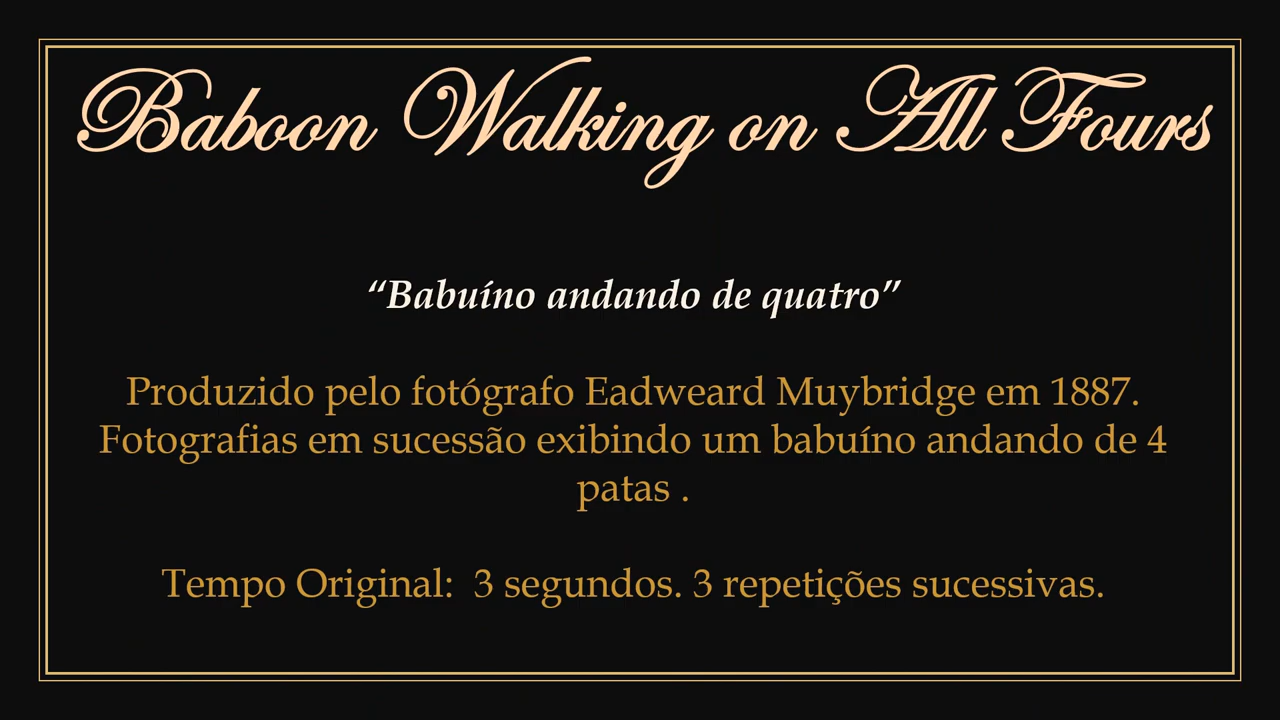 Baboon Walking on All Fours
“Babuíno andando de quatro”
Produzido pelo fotógrafo Eadweard Muybridge em 1887.
Fotografias em sucessão exibindo um babuíno andando de 4
patas .
Tempo Original:  3 segundos. 3 repetições sucessivas.